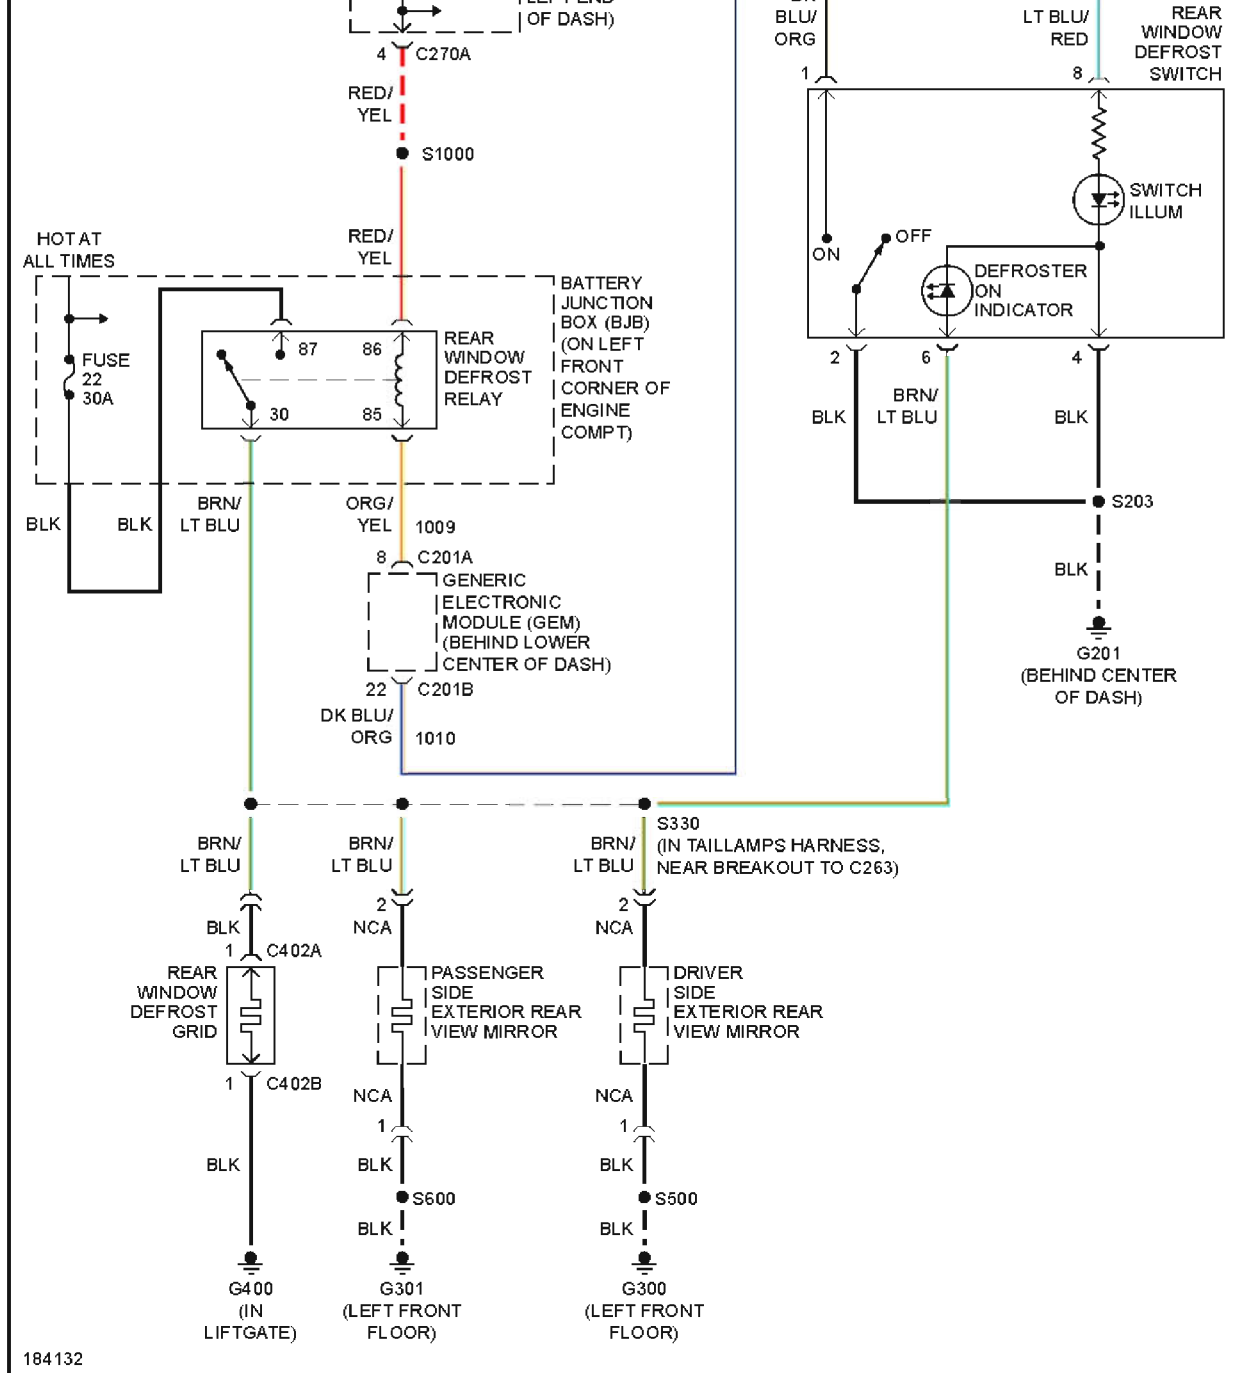 OF DASH)
4 C270A
RED/
YEL
S1000
RED/
YEL
HOT AT
ALL TIMES
FUSE
22
30A
87
86
30
85
REAR
WINDOW
DEFROST
RELAY
BATTERY
JUNCTION
BOX (BJB)
(ON LEFT
FRONT
CORNER OF
ENGINE
COMPT)
BLK
BLK
BRN/
LT BLU
ORG/
YEL
1009
8 C201A
GENERIC
ELECTRONIC
MODULE (GEM)
(BEHIND LOWER
CENTER OF DASH)
22 C201B
DK BLU/
ORG
1010
BLU/
ORG
1
LT BLU/
RED
8
REAR
WINDOW
DEFROST
SWITCH
SWITCH
ILLUM
ON
OFF
DEFROSTER
ON
INDICATOR
2
6
4
BLK
BRN/
LT BLU
BLK
S203
BLK
G201
(BEHIND CENTER
OF DASH)
S330
(IN TAILLAMPS HARNESS,
NEAR BREAKOUT TO C263)
BRN/
LT BLU
BRN/
LT BLU
BRN/
LT BLU
BLK
1 C402A
REAR
WINDOW
DEFROST
GRID
1 C402B
BLK
G400
(IN
LIFTGATE)
2
NCA
PASSENGER
SIDE
EXTERIOR REAR
VIEW MIRROR
NCA
1
BLK
S600
BLK
G301
(LEFT FRONT
FLOOR)
2
NCA
DRIVER
SIDE
EXTERIOR REAR
VIEW MIRROR
NCA
1
BLK
S500
BLK
G300
(LEFT FRONT
FLOOR)
184132